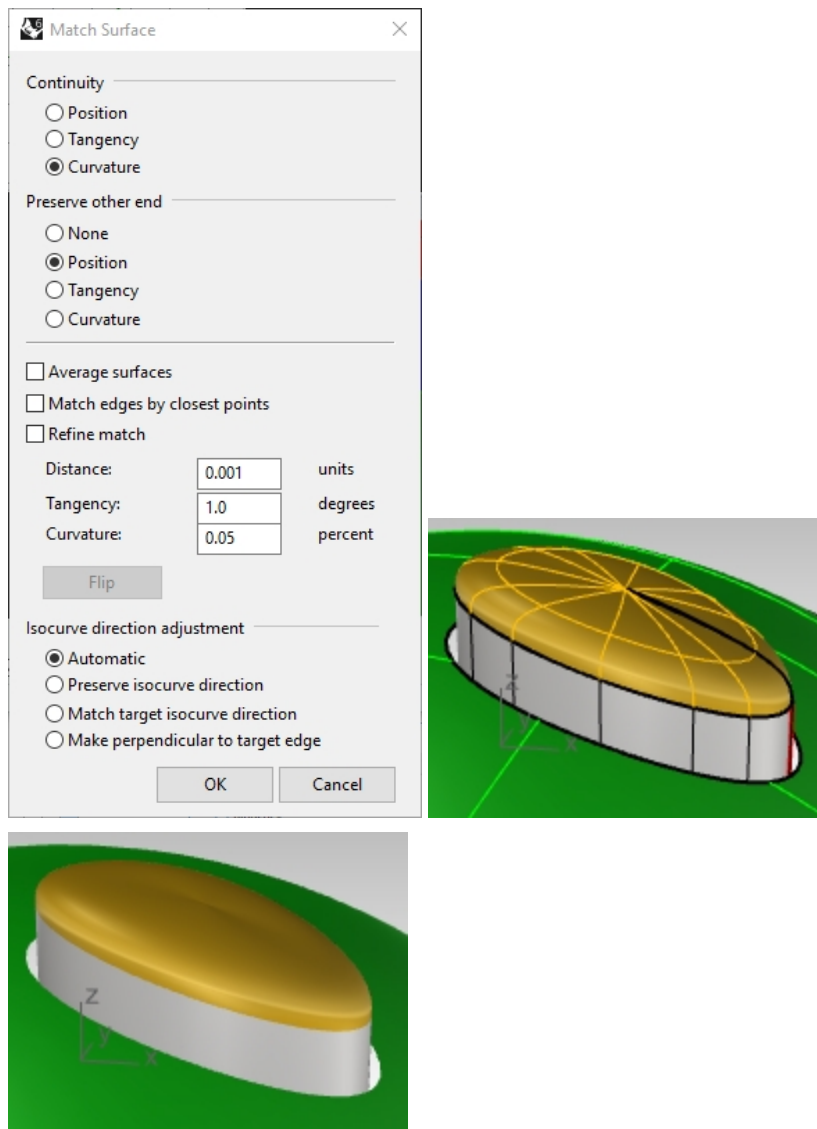 Match Surface
Continuity
Position
Tangency
Curvature
Preserve other end
None
Position
Tangency
Curvature
Average surfaces
Match edges by closest points
Refine match
Distance: 0.001 units
Tangency: 1.0 degrees
Curvature: 0.05 percent
Flip
Isocurve direction adjustment
Automatic
Preserve isocurve direction
Match target isocurve direction
Make perpendicular to target edge
OK Cancel
z
y
x
z
y
x